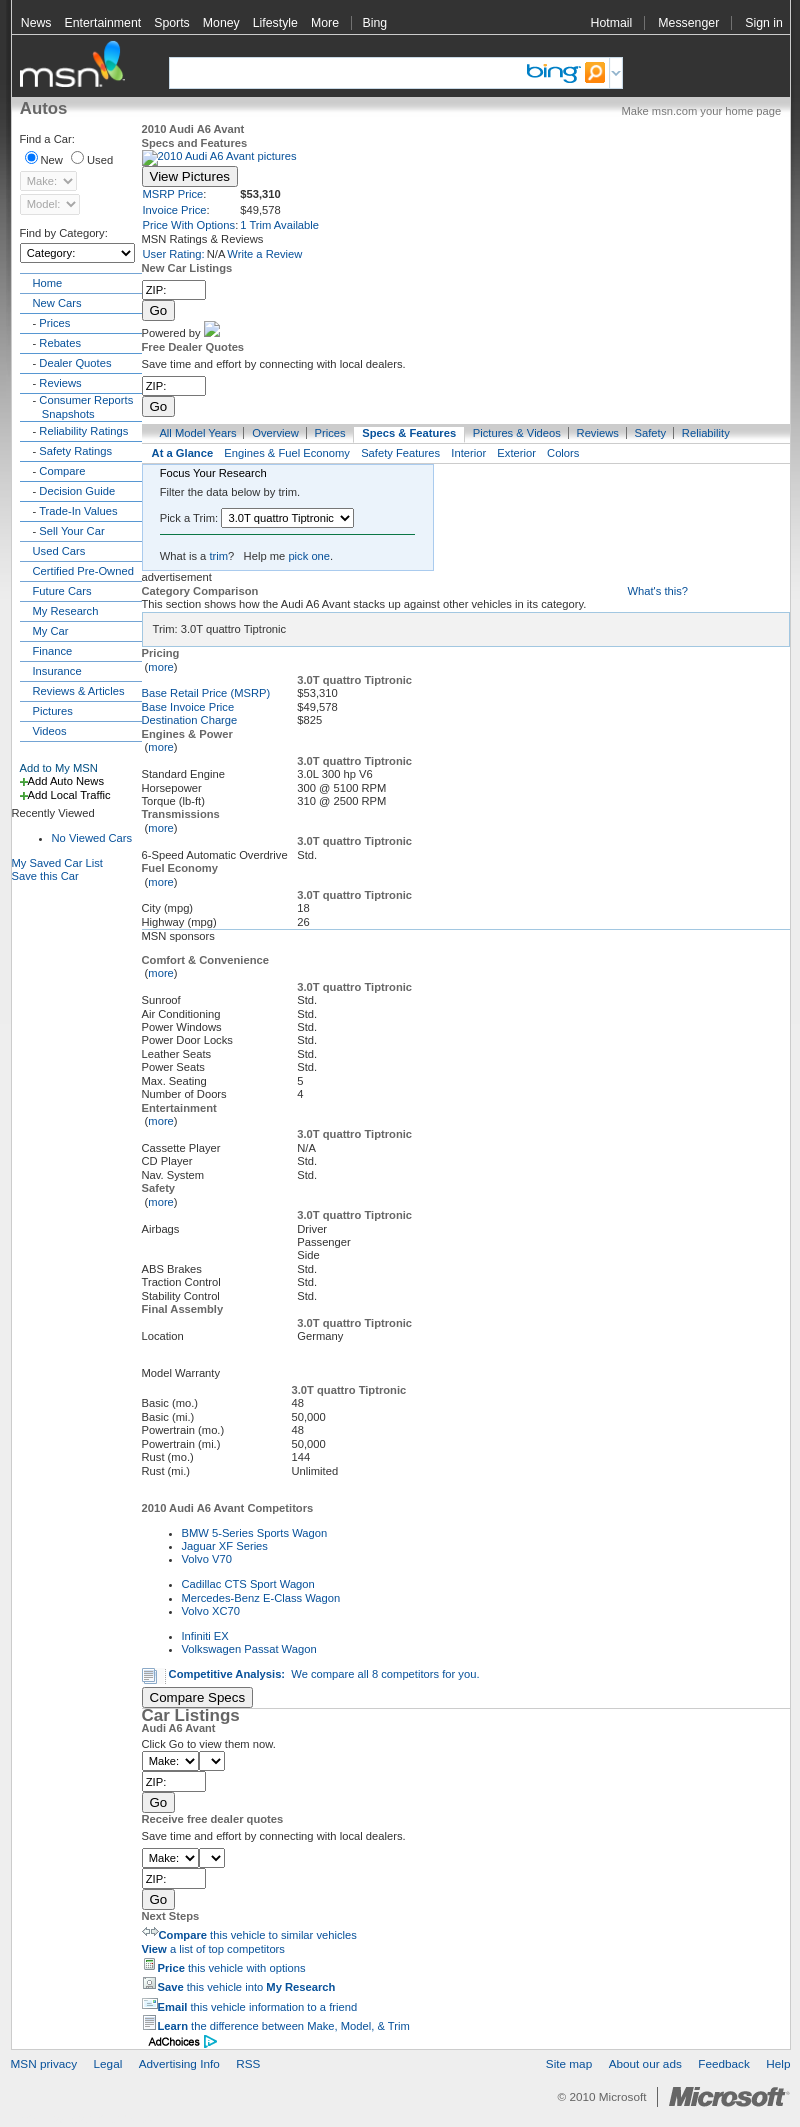 News Entertainment Sports Money Lifestyle More Bing Hotmail Messenger Sign in
msn bing
Autos Make msn.com your home page
Find a Car:
New Used
Make:
Model:
Find by Category:
Category:
Home
New Cars
- Prices
- Rebates
- Dealer Quotes
- Reviews
- Consumer Reports
Snapshots
- Reliability Ratings
- Safety Ratings
- Compare
- Decision Guide
- Trade-In Values
- Sell Your Car
Used Cars
Certified Pre-Owned
Future Cars
My Research
My Car
Finance
Insurance
Reviews & Articles
Pictures
Videos
Add to My MSN
Add Auto News
Add Local Traffic
Recently Viewed
• No Viewed Cars
My Saved Car List
Save this Car
2010 Audi A6 Avant
Specs and Features
2010 Audi A6 Avant pictures
View Pictures
MSRP Price: $53,310
Invoice Price: $49,578
Price With Options: 1 Trim Available
MSN Ratings & Reviews
User Rating: N/A Write a Review
New Car Listings
ZIP:
Go
Powered by
Free Dealer Quotes
Save time and effort by connecting with local dealers.
ZIP:
Go
All Model Years Overview Prices Specs & Features Pictures & Videos Reviews Safety Reliability
At a Glance Engines & Fuel Economy Safety Features Interior Exterior Colors
Focus Your Research
Filter the data below by trim.
Pick a Trim: 3.0T quattro Tiptronic
What is a trim? Help me pick one.
advertisement
Category Comparison What's this?
This section shows how the Audi A6 Avant stacks up against other vehicles in its category.
Trim: 3.0T quattro Tiptronic
Pricing
(more)
3.0T quattro Tiptronic
Base Retail Price (MSRP) $53,310
Base Invoice Price $49,578
Destination Charge $825
Engines & Power
(more)
3.0T quattro Tiptronic
Standard Engine 3.0L 300 hp V6
Horsepower 300 @ 5100 RPM
Torque (lb-ft) 310 @ 2500 RPM
Transmissions
(more)
3.0T quattro Tiptronic
6-Speed Automatic Overdrive Std.
Fuel Economy
(more)
3.0T quattro Tiptronic
City (mpg) 18
Highway (mpg) 26
MSN sponsors
Comfort & Convenience
(more)
3.0T quattro Tiptronic
Sunroof Std.
Air Conditioning Std.
Power Windows Std.
Power Door Locks Std.
Leather Seats Std.
Power Seats Std.
Max. Seating 5
Number of Doors 4
Entertainment
(more)
3.0T quattro Tiptronic
Cassette Player N/A
CD Player Std.
Nav. System Std.
Safety
(more)
3.0T quattro Tiptronic
Airbags Driver
Passenger
Side
ABS Brakes Std.
Traction Control Std.
Stability Control Std.
Final Assembly
3.0T quattro Tiptronic
Location Germany
Model Warranty
3.0T quattro Tiptronic
Basic (mo.) 48
Basic (mi.) 50,000
Powertrain (mo.) 48
Powertrain (mi.) 50,000
Rust (mo.) 144
Rust (mi.) Unlimited
2010 Audi A6 Avant Competitors
• BMW 5-Series Sports Wagon
• Jaguar XF Series
• Volvo V70
• Cadillac CTS Sport Wagon
• Mercedes-Benz E-Class Wagon
• Volvo XC70
• Infiniti EX
• Volkswagen Passat Wagon
Competitive Analysis: We compare all 8 competitors for you.
Compare Specs
Car Listings
Audi A6 Avant
Click Go to view them now.
Make:
ZIP:
Go
Receive free dealer quotes
Save time and effort by connecting with local dealers.
Make:
ZIP:
Go
Next Steps
Compare this vehicle to similar vehicles
View a list of top competitors
Price this vehicle with options
Save this vehicle into My Research
Email this vehicle information to a friend
Learn the difference between Make, Model, & Trim
AdChoices
MSN privacy Legal Advertising Info RSS Site map About our ads Feedback Help
© 2010 Microsoft Microsoft